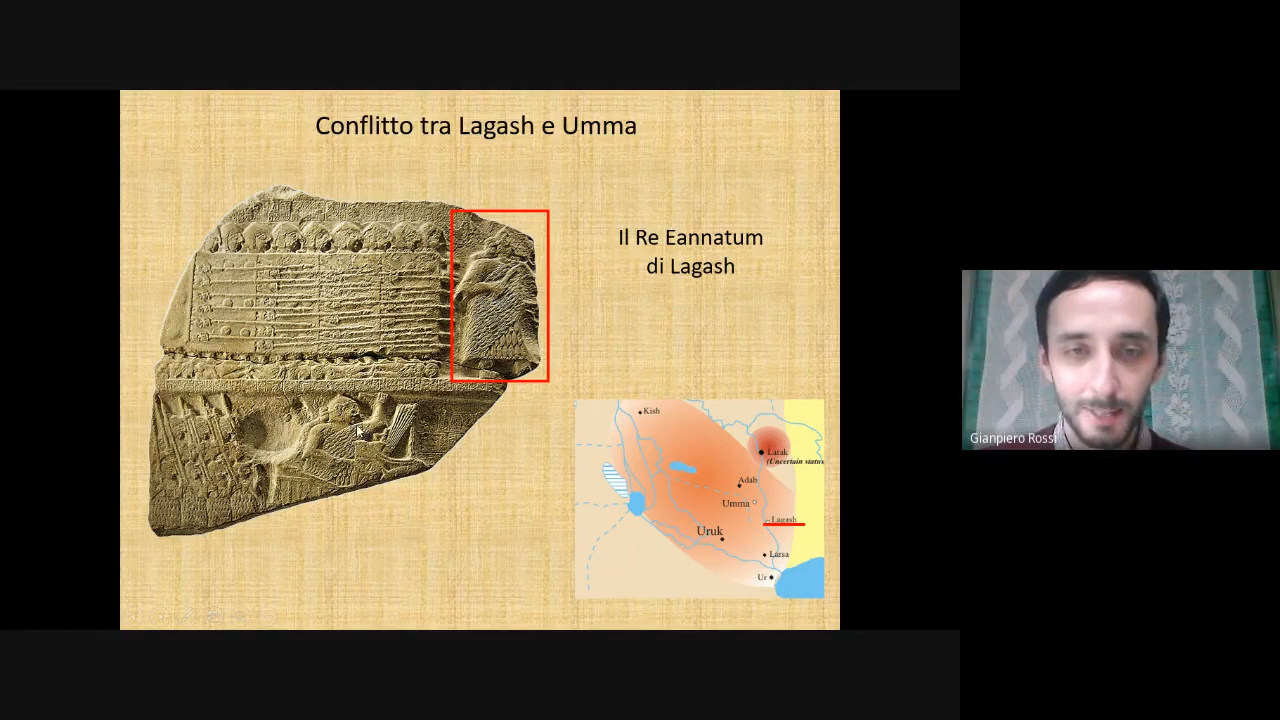 Conflitto tra Lagash e Umma
Il Re Eannatum
di Lagash
Kish
Larak
(Uncertain status
Adab
Umma
Lagash
Uruk
Larsa
Ur
Gianpiero Rossi